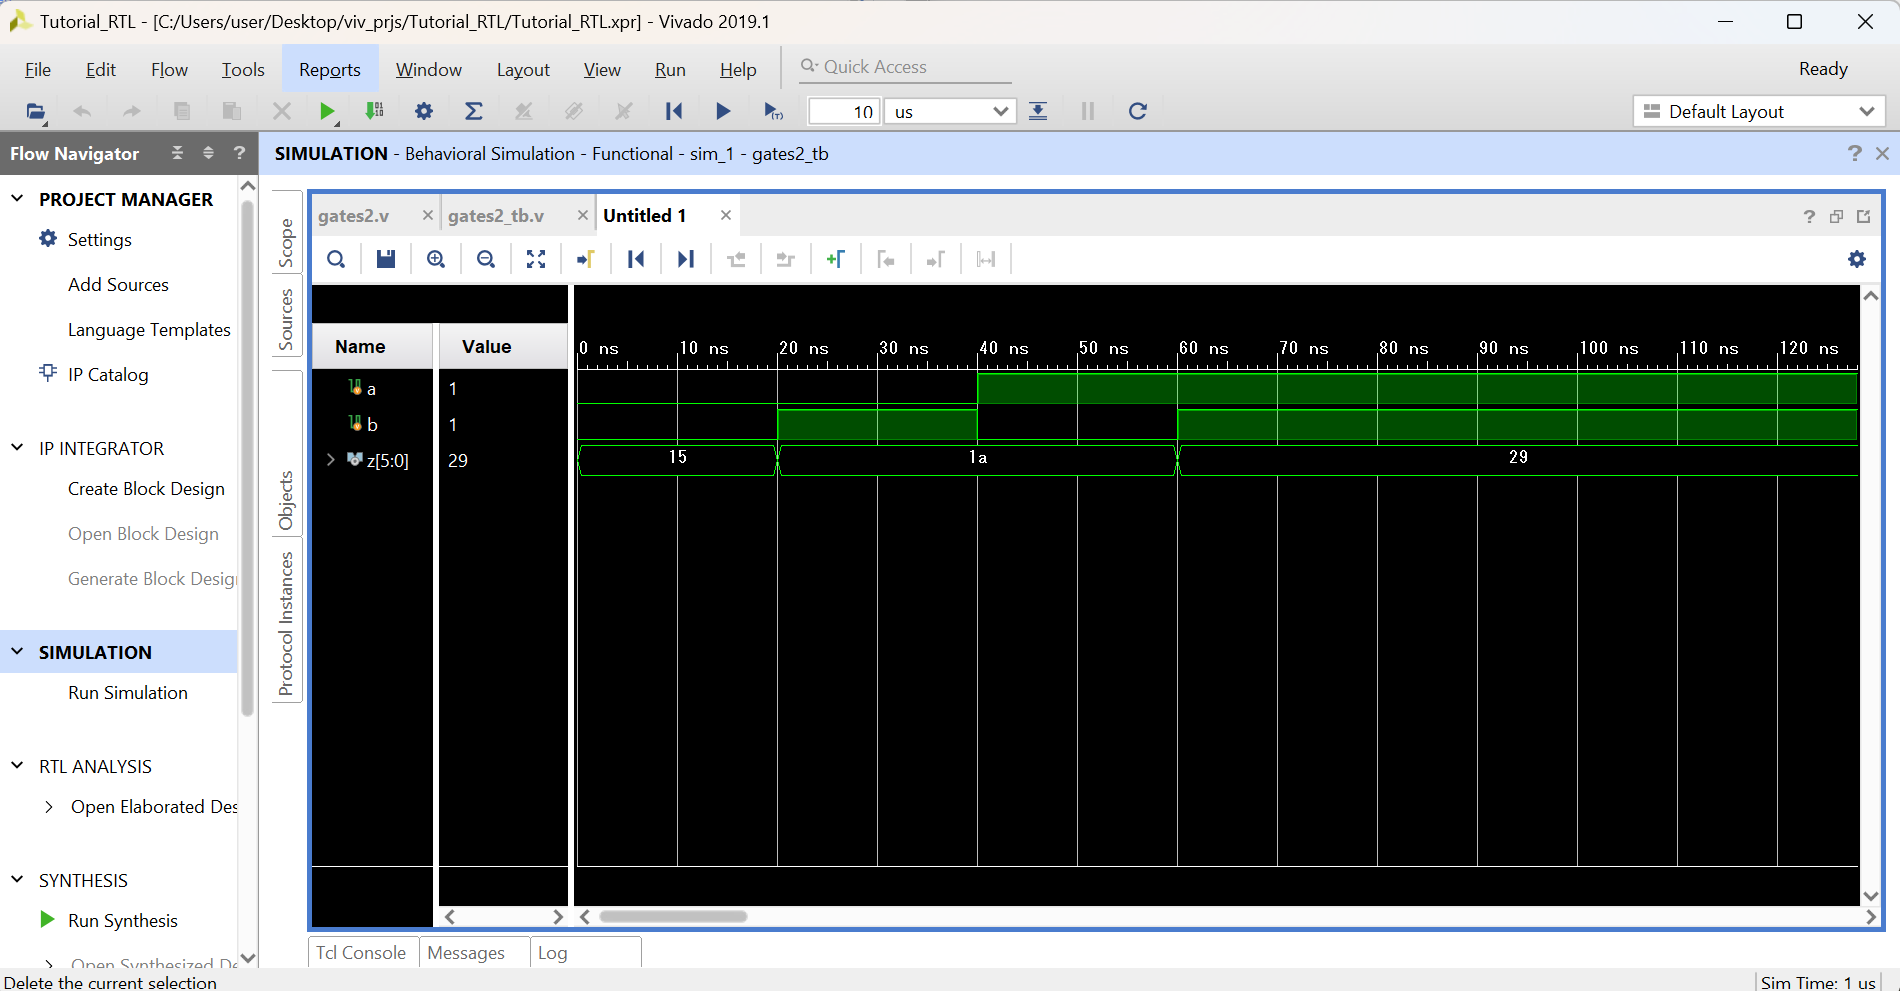 Tutorial_RTL - [C:/Users/user/Desktop/viv_prjs/Tutorial_RTL/Tutorial_RTL.xpr] - Vivado 2019.1
File Edit Flow Tools Reports Window Layout View Run Help Quick Access Ready
10 us Default Layout
Flow Navigator ?
SIMULATION - Behavioral Simulation - Functional - sim_1 - gates2_tb ?
PROJECT MANAGER
Settings
Add Sources
Language Templates
IP Catalog
IP INTEGRATOR
Create Block Design
Open Block Design
Generate Block Desig
SIMULATION
Run Simulation
RTL ANALYSIS
Open Elaborated Des
SYNTHESIS
Run Synthesis
Open Synthesized De
Scope
Sources
Objects
Protocol Instances
gates2.v gates2_tb.v Untitled 1 ?
Name Value
0 ns 10 ns 20 ns 30 ns 40 ns 50 ns 60 ns 70 ns 80 ns 90 ns 100 ns 110 ns 120 ns
a 1
b 1
z[5:0] 29 15 1a 29
Tcl Console Messages Log
Delete the current selection Sim Time: 1 us